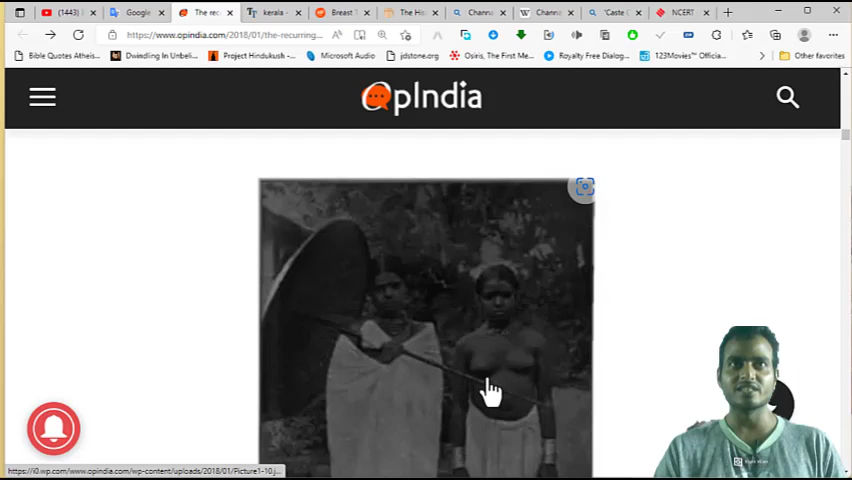 (1443) L
Google
The rec
kerala -
Breast T
The His
Channa
Channa
'Caste C
NCERT
https://www.opindia.com/2018/01/the-recurring...
Bible Quotes Atheis...
Dwindling In Unbeli...
Project Hindukush -...
Microsoft Audio
jdstone.org
Osiris, The First Me...
Royalty Free Dialog...
123Movies™ Officia...
Other favorites
OpIndia
https://i0.wp.com/www.opindia.com/wp-content/uploads/2018/01/Picture1-10.j...